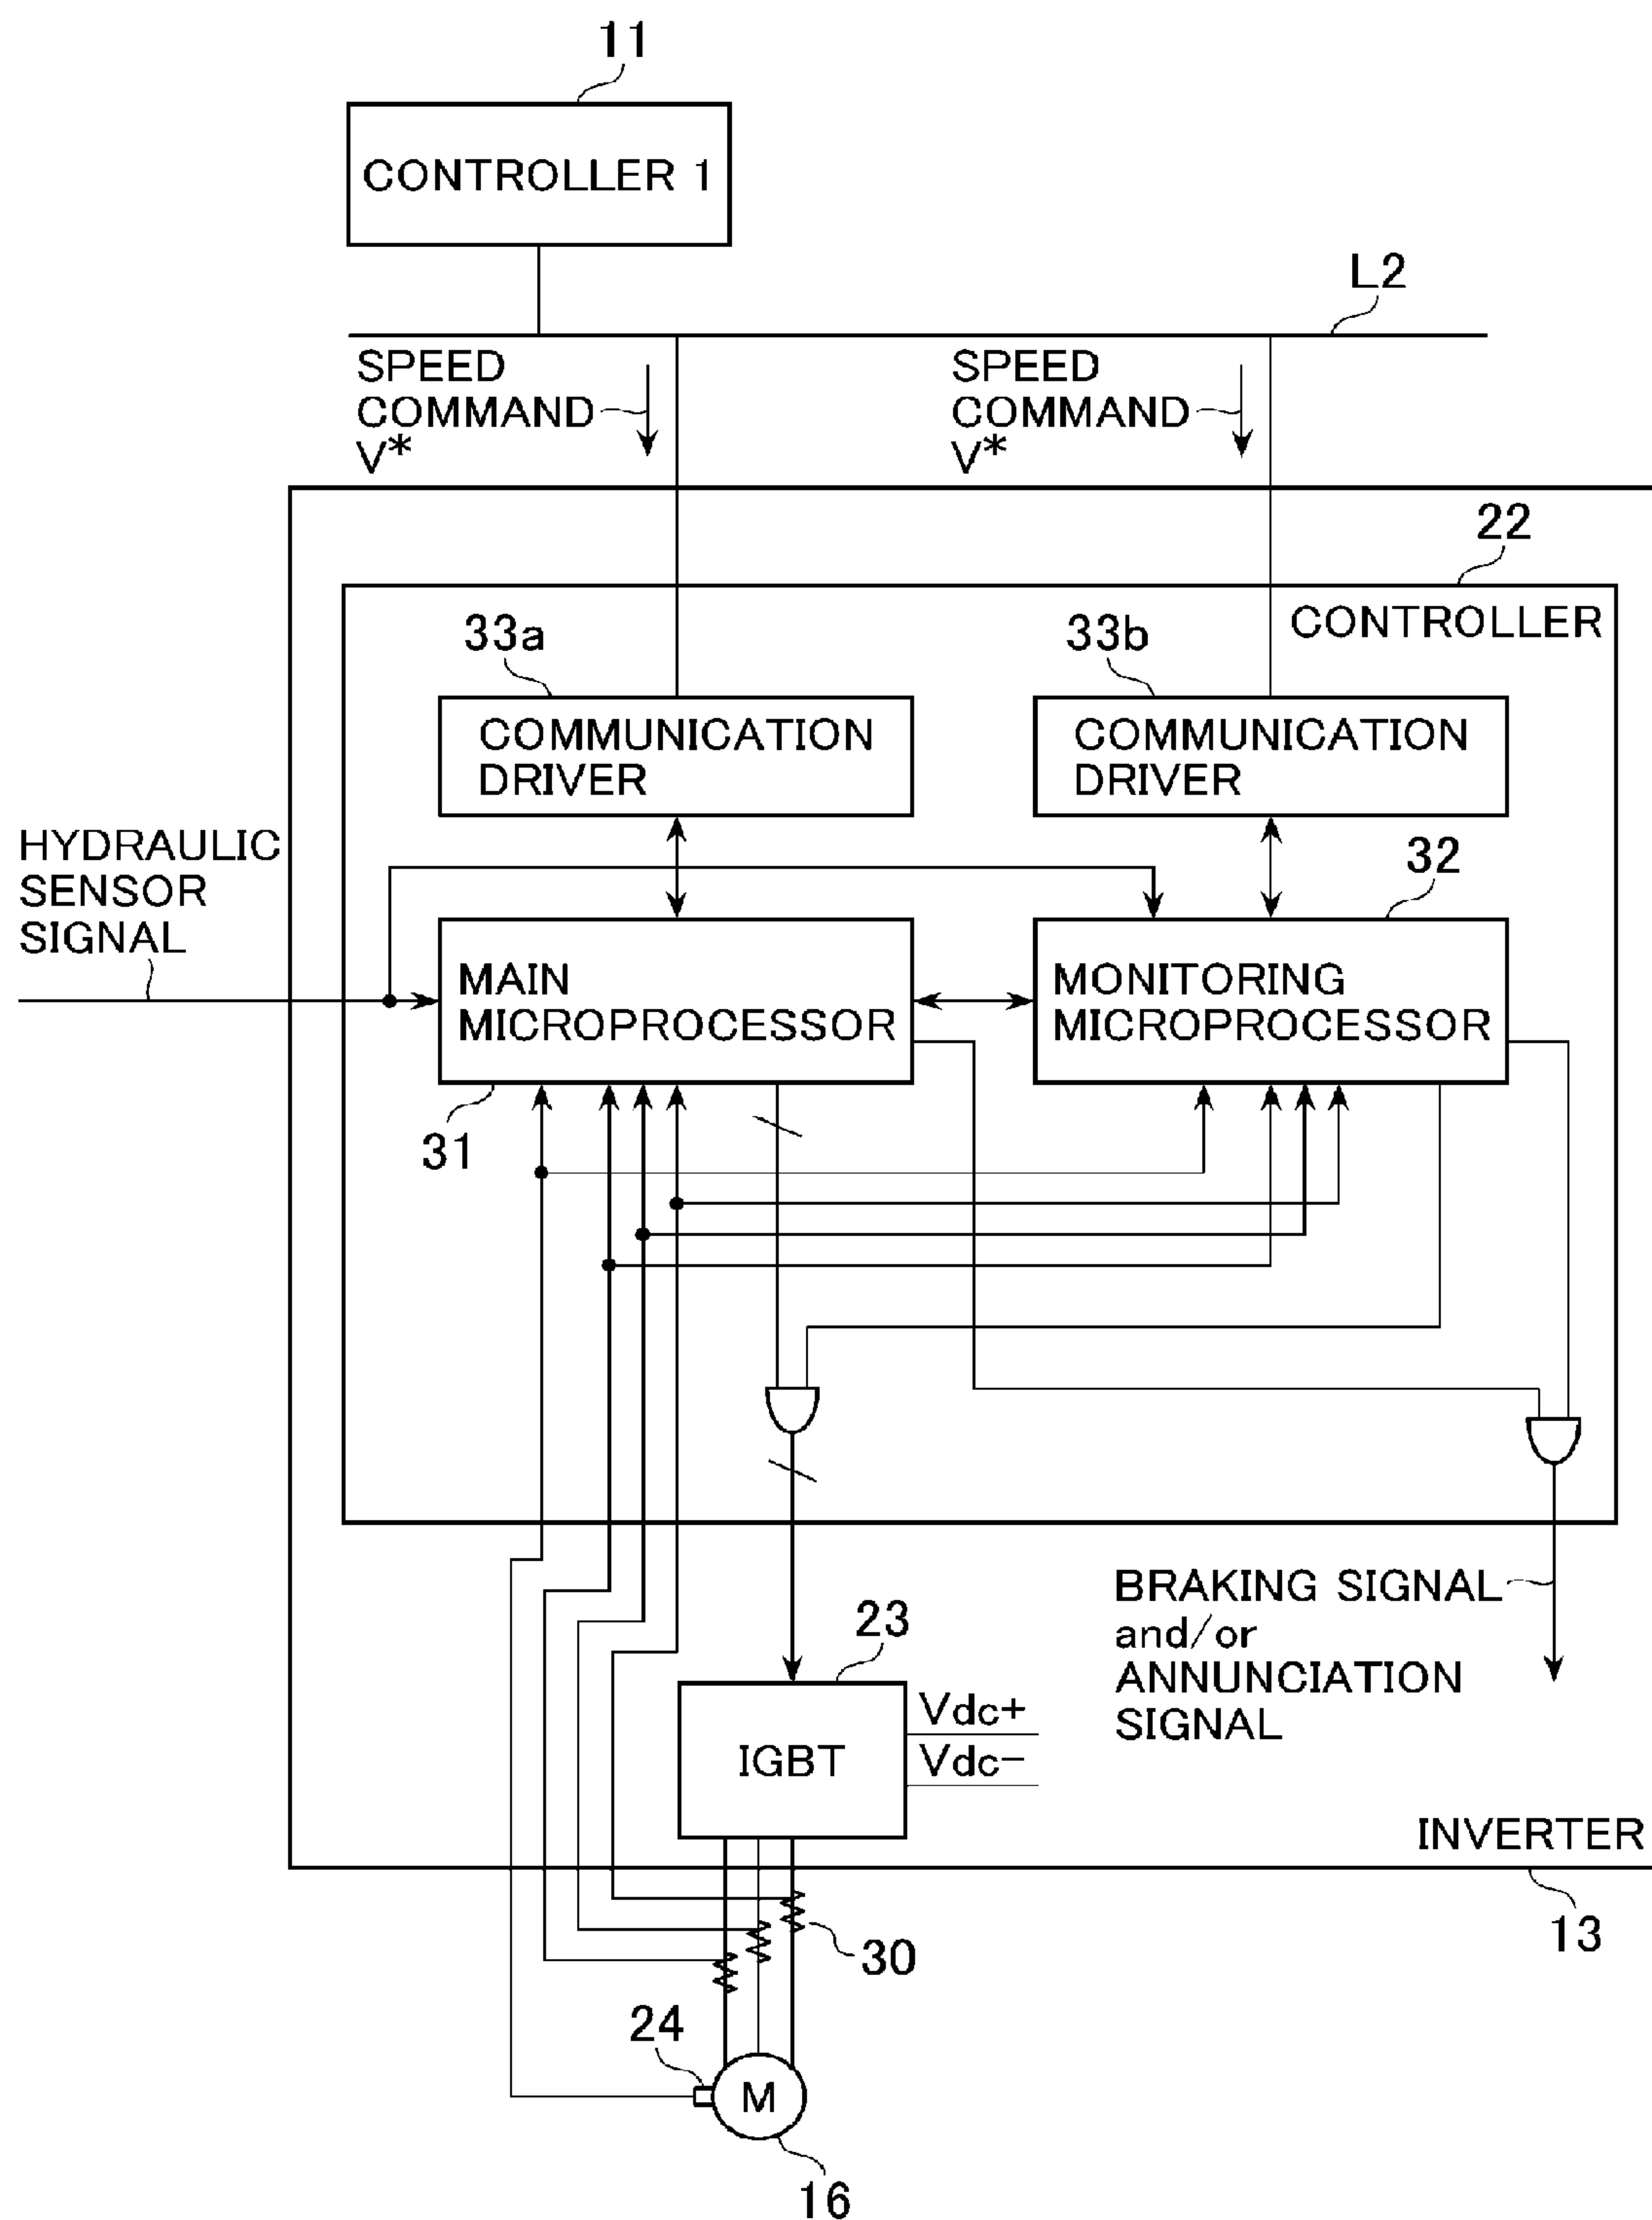 11
CONTROLLER 1
L2
SPEED
COMMAND
V*
SPEED
COMMAND
V*
22
CONTROLLER
33a
33b
COMMUNICATION
DRIVER
COMMUNICATION
DRIVER
HYDRAULIC
SENSOR
SIGNAL
32
MAIN
MICROPROCESSOR
MONITORING
MICROPROCESSOR
31
BRAKING SIGNAL
and/or
ANNUNCIATION
SIGNAL
23
IGBT
Vdc+
Vdc−
INVERTER
13
30
24
M
16